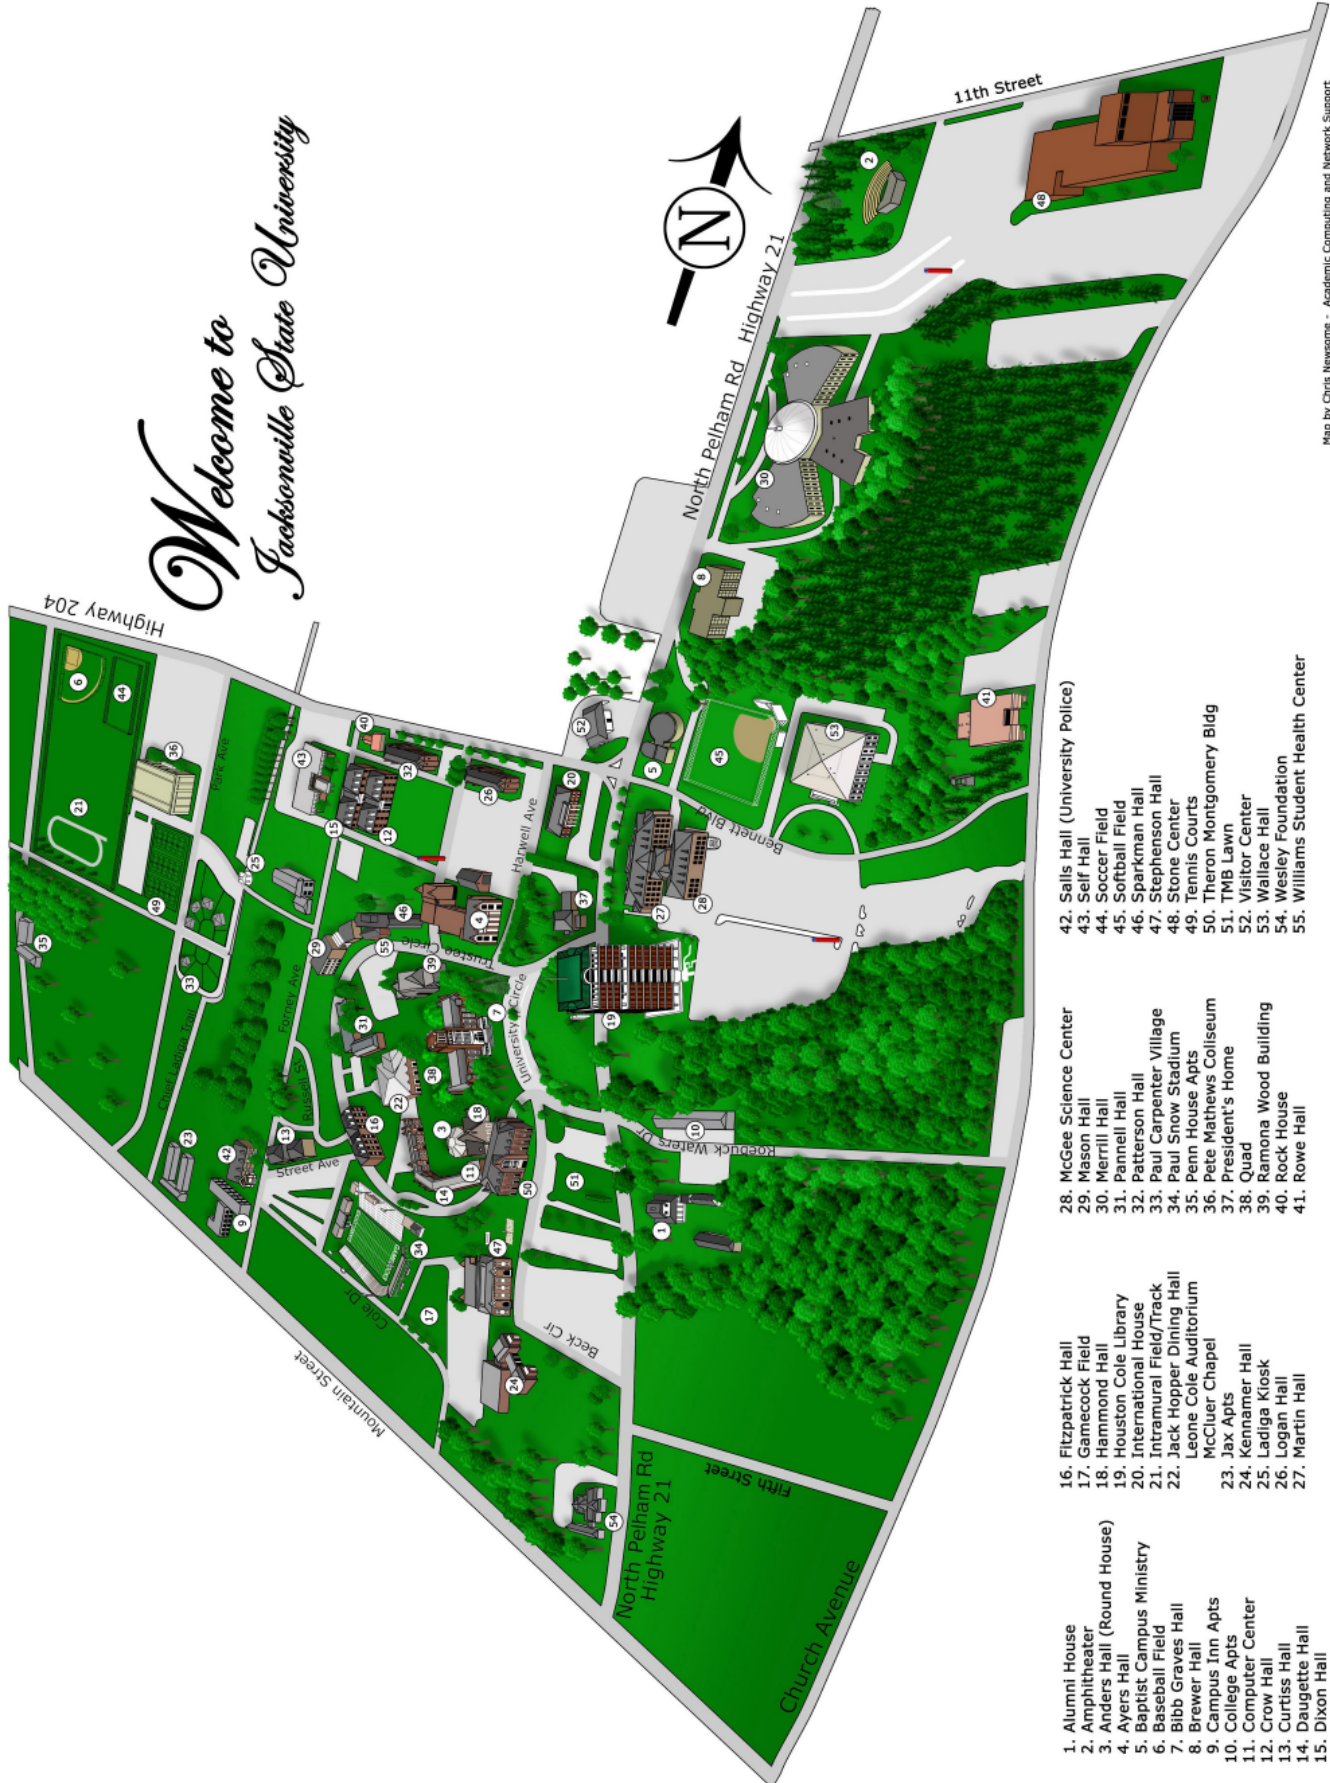 Welcome to
Jacksonville State University
N
11th Street
Highway 21
North Pelham Rd
Highway 204
Park Ave
Harwell Ave
Bennett Blvd
Trustee Circle
University Circle
Forney Ave
Chief Ladiga Trail
Russell St
Street Ave
Roebuck Waters Dr
Cole Dr
Mountain Street
Beck Cir
Fifth Street
North Pelham Rd
Highway 21
Church Avenue
GAMECOCKS
1. Alumni House
2. Amphitheater
3. Anders Hall (Round House)
4. Ayers Hall
5. Baptist Campus Ministry
6. Baseball Field
7. Bibb Graves Hall
8. Brewer Hall
9. Campus Inn Apts
10. College Apts
11. Computer Center
12. Crow Hall
13. Curtiss Hall
14. Daugette Hall
15. Dixon Hall
16. Fitzpatrick Hall
17. Gamecock Field
18. Hammond Hall
19. Houston Cole Library
20. International House
21. Intramural Field/Track
22. Jack Hopper Dining Hall
Leone Cole Auditorium
McCluer Chapel
23. Jax Apts
24. Kennamer Hall
25. Ladiga Kiosk
26. Logan Hall
27. Martin Hall
28. McGee Science Center
29. Mason Hall
30. Merrill Hall
31. Pannell Hall
32. Patterson Hall
33. Paul Carpenter Village
34. Paul Snow Stadium
35. Penn House Apts
36. Pete Mathews Coliseum
37. President's Home
38. Quad
39. Ramona Wood Building
40. Rock House
41. Rowe Hall
42. Salls Hall (University Police)
43. Self Hall
44. Soccer Field
45. Softball Field
46. Sparkman Hall
47. Stephenson Hall
48. Stone Center
49. Tennis Courts
50. Theron Montgomery Bldg
51. TMB Lawn
52. Visitor Center
53. Wallace Hall
54. Wesley Foundation
55. Williams Student Health Center
Map by Chris Newsome - Academic Computing and Network Support